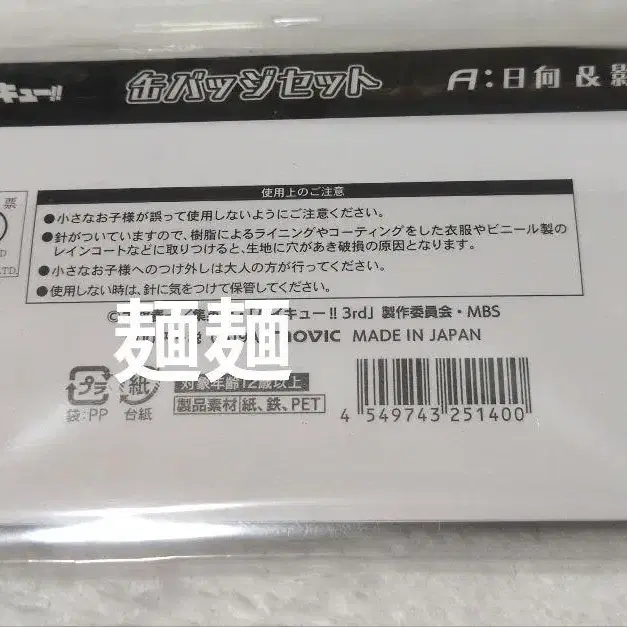 キュー!! 缶バッジセット A:日向 &
票
使用上のご注意
●小さなお子様が誤って使用しないようにご注意ください。
●針がついていますので、樹脂によるライニングやコーティングをした衣服やビニール製の
レインコートなどに取りつけると、生地に穴があき破損の原因となります。
●小さなお子様へのつけ外しは大人の方が行ってください。
●使用しない時は、針に気をつけて保管してください。
イキュー!! 3rd」製作委員会・MBS
movic MADE IN JAPAN
麺麺
プラ 紙 対象年齢12歳以上
袋:PP 台紙 製品素材 紙、鉄、PET
4 549743 251400